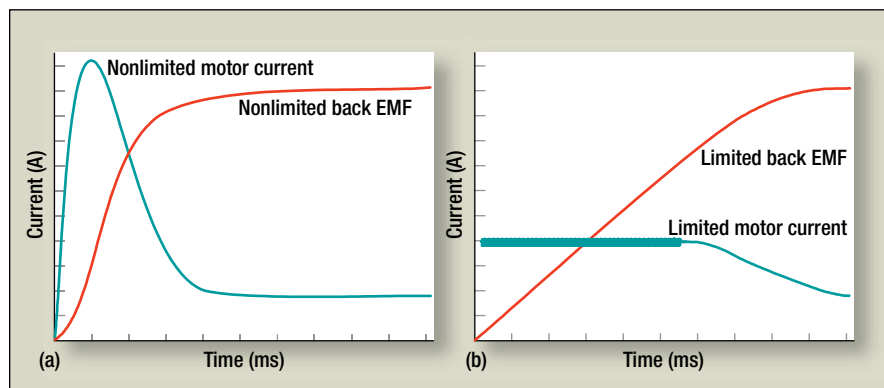 Nonlimited motor current
Nonlimited back EMF
Current (A)
(a)
Time (ms)
Limited back EMF
Limited motor current
Current (A)
(b)
Time (ms)